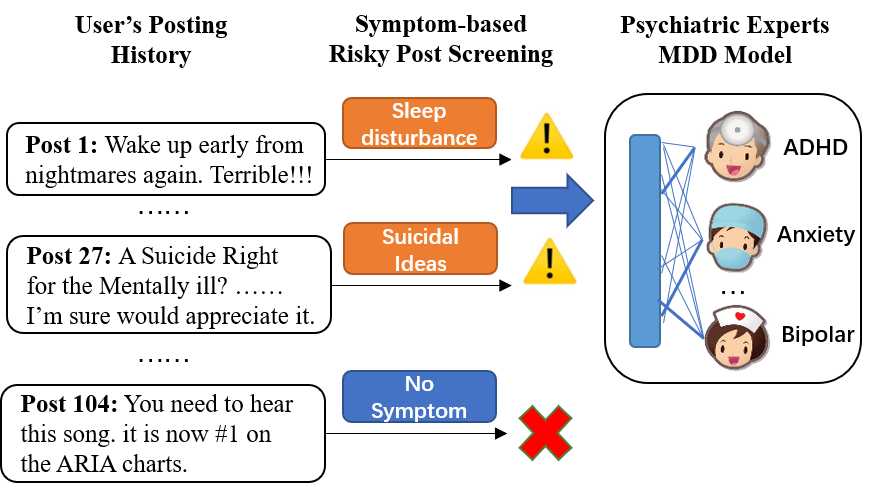 User's Posting
History
Symptom-based
Risky Post Screening
Psychiatric Experts
MDD Model
Post 1: Wake up early from
nightmares again. Terrible!!!
Sleep
disturbance
……
Post 27: A Suicide Right
for the Mentally ill? ……
I'm sure would appreciate it.
Suicidal
Ideas
……
Post 104: You need to hear
this song. it is now #1 on
the ARIA charts.
No
Symptom
ADHD
Anxiety
...
Bipolar